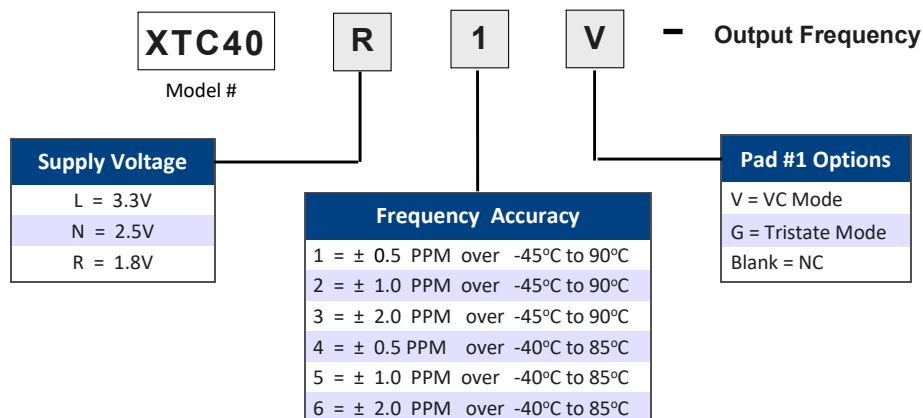 XTC40 R 1 V – Output Frequency
Model #
Supply Voltage
L = 3.3V
N = 2.5V
R = 1.8V
Frequency Accuracy
1 = ± 0.5 PPM over -45°C to 90°C
2 = ± 1.0 PPM over -45°C to 90°C
3 = ± 2.0 PPM over -45°C to 90°C
4 = ± 0.5 PPM over -40°C to 85°C
5 = ± 1.0 PPM over -40°C to 85°C
6 = ± 2.0 PPM over -40°C to 85°C
Pad #1 Options
V = VC Mode
G = Tristate Mode
Blank = NC